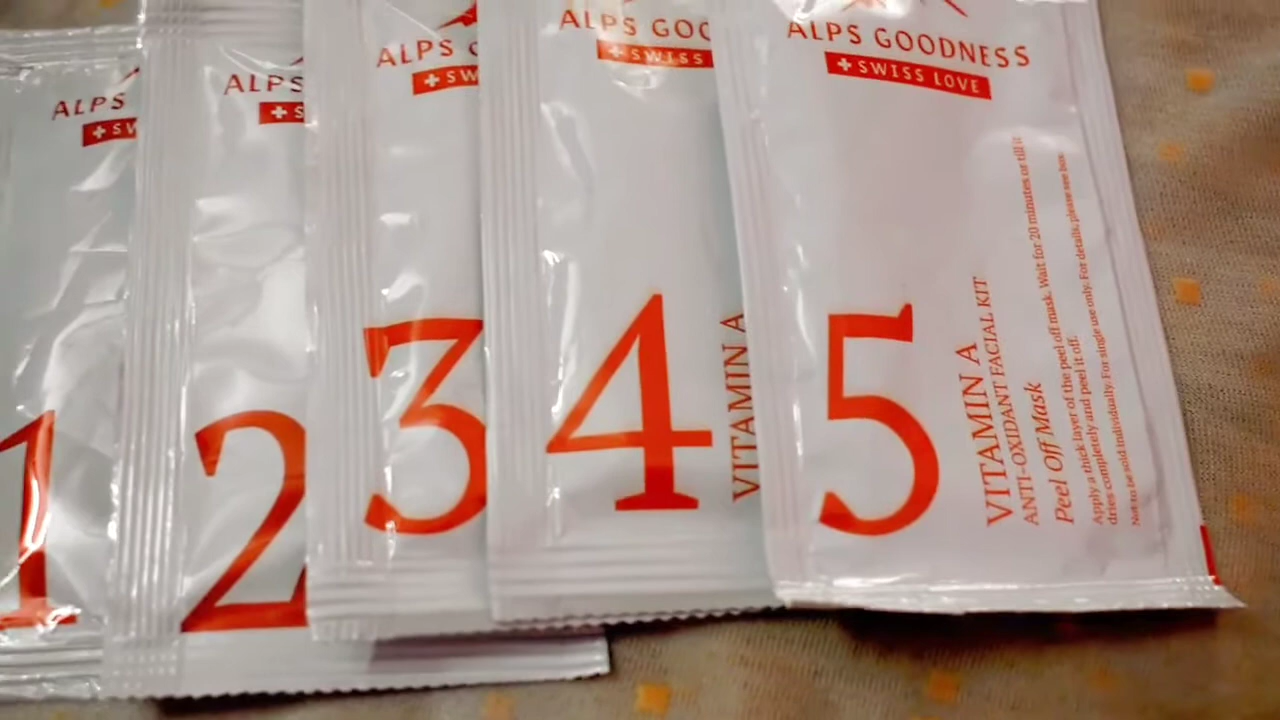 ALPS
+ SW
1
ALPS
+ S
2
ALPS G
+ SW
3
ALPS GOO
+ SWISS
4
VITAMIN A
ALPS GOODNESS
+ SWISS LOVE
5
VITAMIN A
ANTI-OXIDANT FACIAL KIT
Peel Off Mask
Apply a thick layer of the peel off mask. Wait for 20 minutes or till it
dries completely and peel it off.
Not to be sold individually. For single use only. For details, please see box.